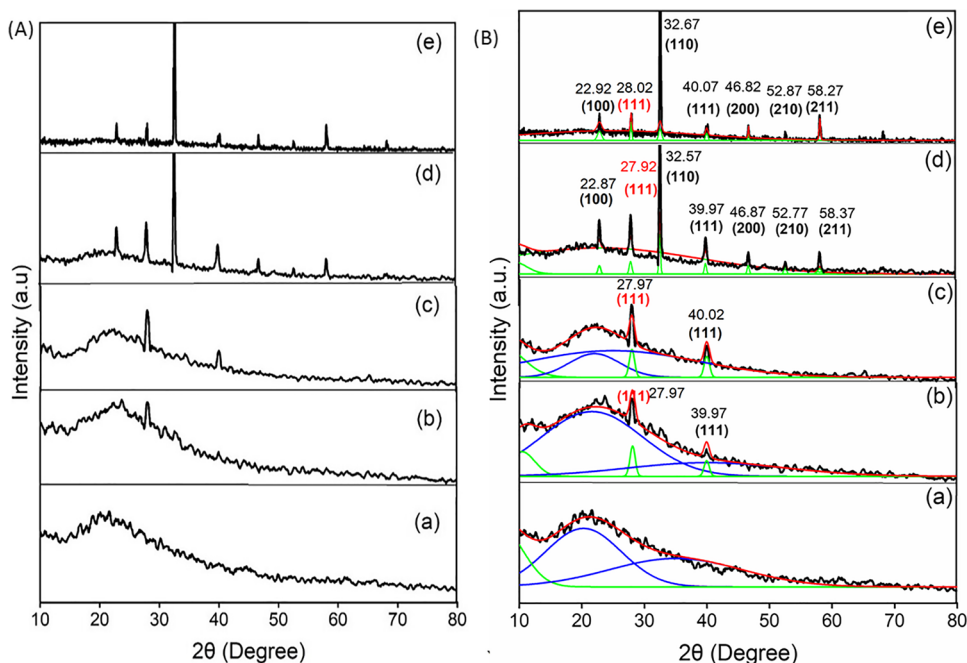 (A)
(e)
(d)
(c)
(b)
(a)
Intensity (a.u)
10 20 30 40 50 60 70 80
2θ (Degree)
(B)
(e)
32.67
(110)
22.92
(100)
28.02
(111)
40.07
(111)
46.82
(200)
52.87
(210)
58.27
(211)
(d)
27.92
(111)
32.57
(110)
22.87
(100)
39.97
(111)
46.87
(200)
52.77
(210)
58.37
(211)
(c)
27.97
(111)
40.02
(111)
(b)
(111) 27.97
39.97
(111)
(a)
Intensity (a.u.)
10 20 30 40 50 60 70 80
2θ (Degree)